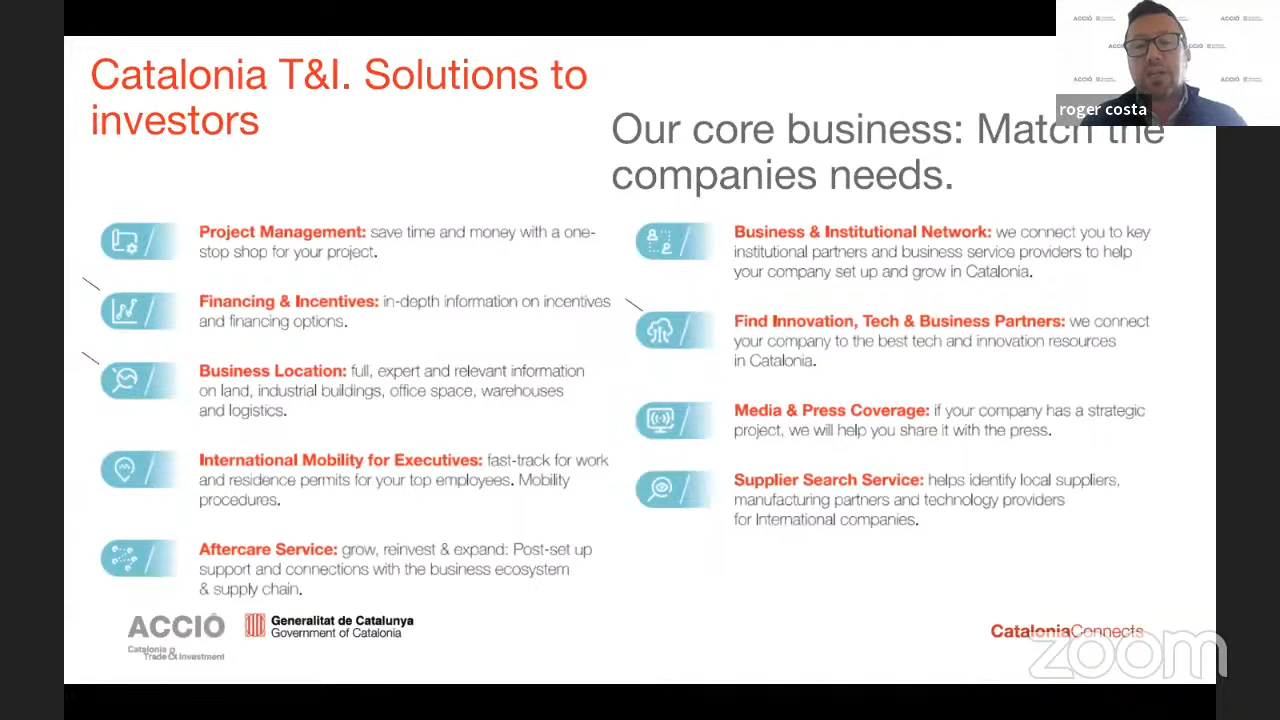 Catalonia T&I. Solutions to
investors
Our core business: Match the
companies needs.
Project Management: save time and money with a one-
stop shop for your project.
Financing & Incentives: in-depth information on incentives
and financing options.
Business Location: full, expert and relevant information
on land, industrial buildings, office space, warehouses
and logistics.
International Mobility for Executives: fast-track for work
and residence permits for your top employees. Mobility
procedures.
Aftercare Service: grow, reinvest & expand: Post-set up
support and connections with the business ecosystem
& supply chain.
Business & Institutional Network: we connect you to key
institutional partners and business service providers to help
your company set up and grow in Catalonia.
Find Innovation, Tech & Business Partners: we connect
your company to the best tech and innovation resources
in Catalonia.
Media & Press Coverage: if your company has a strategic
project, we will help you share it with the press.
Supplier Search Service: helps identify local suppliers,
manufacturing partners and technology providers
for International companies.
ACCIÓ
Catalonia
Trade & Investment
Generalitat de Catalunya
Government of Catalonia
CataloniaConnects
zoom
roger costa
ACCIÓ
ACCIÓ
ACCIÓ
ACCIÓ
ACCIÓ